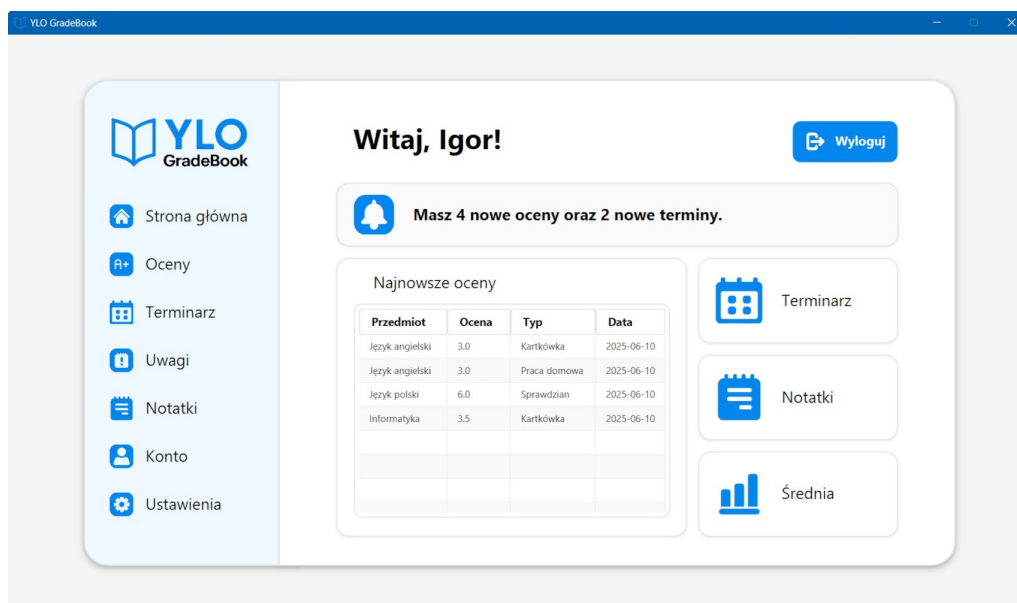 YLO GradeBook
YLO
GradeBook
Strona główna
Oceny
Terminarz
Uwagi
Notatki
Konto
Ustawienia
Witaj, Igor!
Wyloguj
Masz 4 nowe oceny oraz 2 nowe terminy.
Najnowsze oceny
Przedmiot Ocena Typ Data
Język angielski 3.0 Kartkówka 2025-06-10
Język angielski 3.0 Praca domowa 2025-06-10
Język polski 6.0 Sprawdzian 2025-06-10
Informatyka 3.5 Kartkówka 2025-06-10
Terminarz
Notatki
Średnia